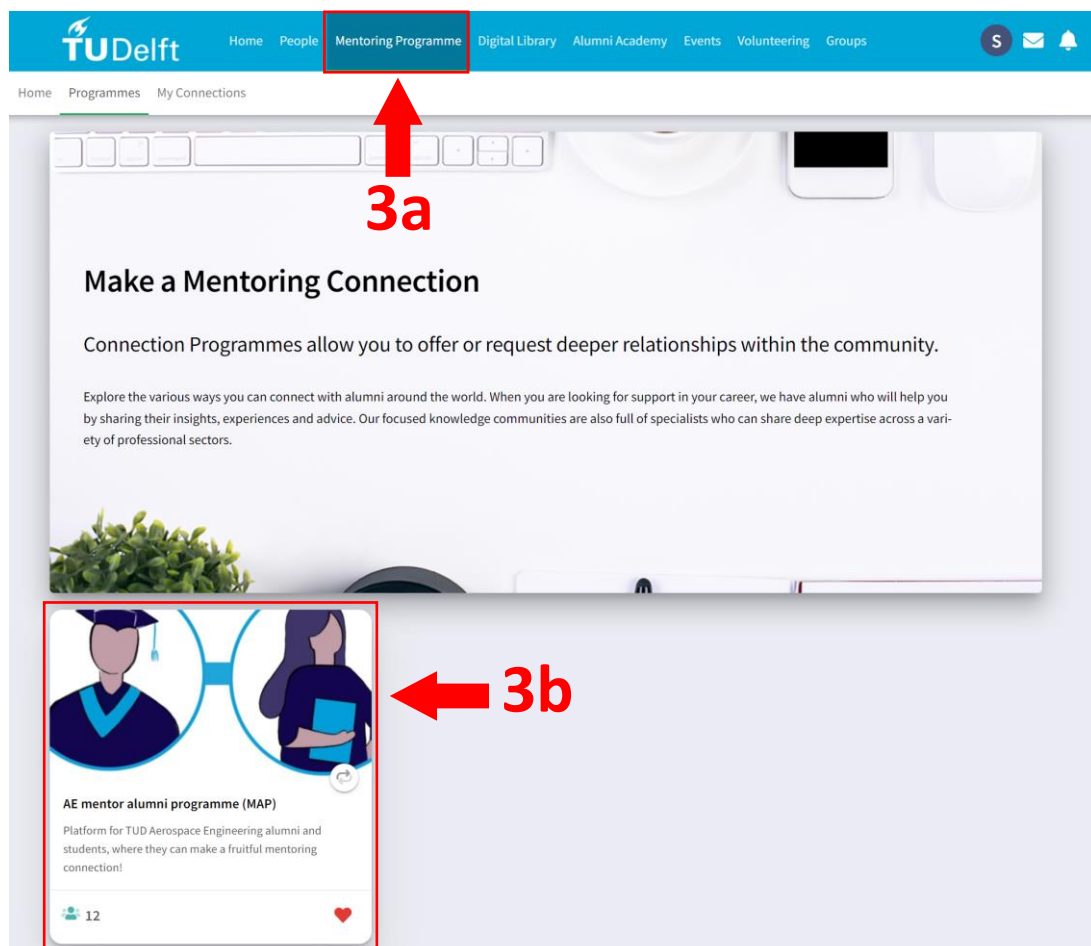 TUDelft
Home People Mentoring Programme Digital Library Alumni Academy Events Volunteering Groups S
Home Programmes My Connections
3a
Make a Mentoring Connection
Connection Programmes allow you to offer or request deeper relationships within the community.
Explore the various ways you can connect with alumni around the world. When you are looking for support in your career, we have alumni who will help you
by sharing their insights, experiences and advice. Our focused knowledge communities are also full of specialists who can share deep expertise across a vari-
ety of professional sectors.
3b
AE mentor alumni programme (MAP)
Platform for TUD Aerospace Engineering alumni and
students, where they can make a fruitful mentoring
connection!
12